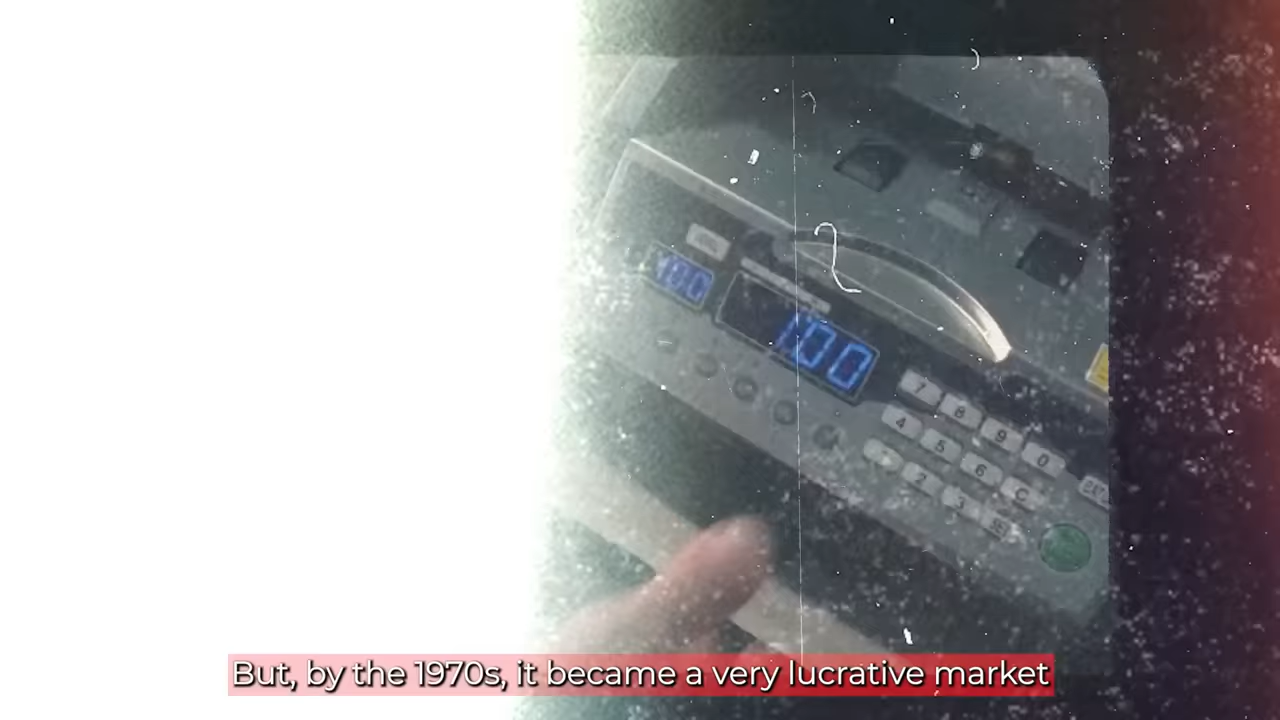 100
100
7 8 9 0
4 5 6 C
2 3
But, by the 1970s, it became a very lucrative market